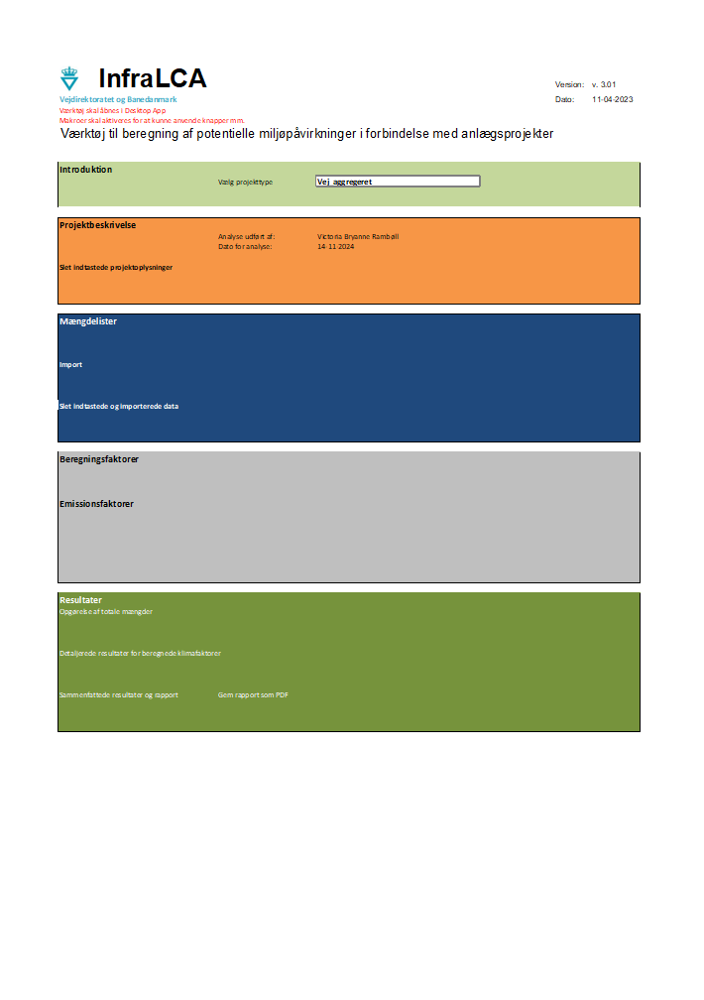 InfraLCA
Version: v. 3.01
Vejdirektoratet og Banedanmark
Dato: 11-04-2023
Værktøj skal åbnes i Desktop App
Makroer skal aktiveres for at kunne anvende knapper mm.
Værktøj til beregning af potentielle miljøpåvirkninger i forbindelse med anlægsprojekter
Introduktion
Vælg projekttype Vej_aggregeret
Projektbeskrivelse
Analyse udført af: Victoria Bryanne Rambøll
Dato for analyse: 14-11-2024
Slet indtastede projektoplysninger
Mængdelister
Import
Slet indtastede og importerede data
Beregningsfaktorer
Emissionsfaktorer
Resultater
Opgørelse af totale mængder
Detaljerede resultater for beregnede klimafaktorer
Sammenfattede resultater og rapport Gem rapport som PDF